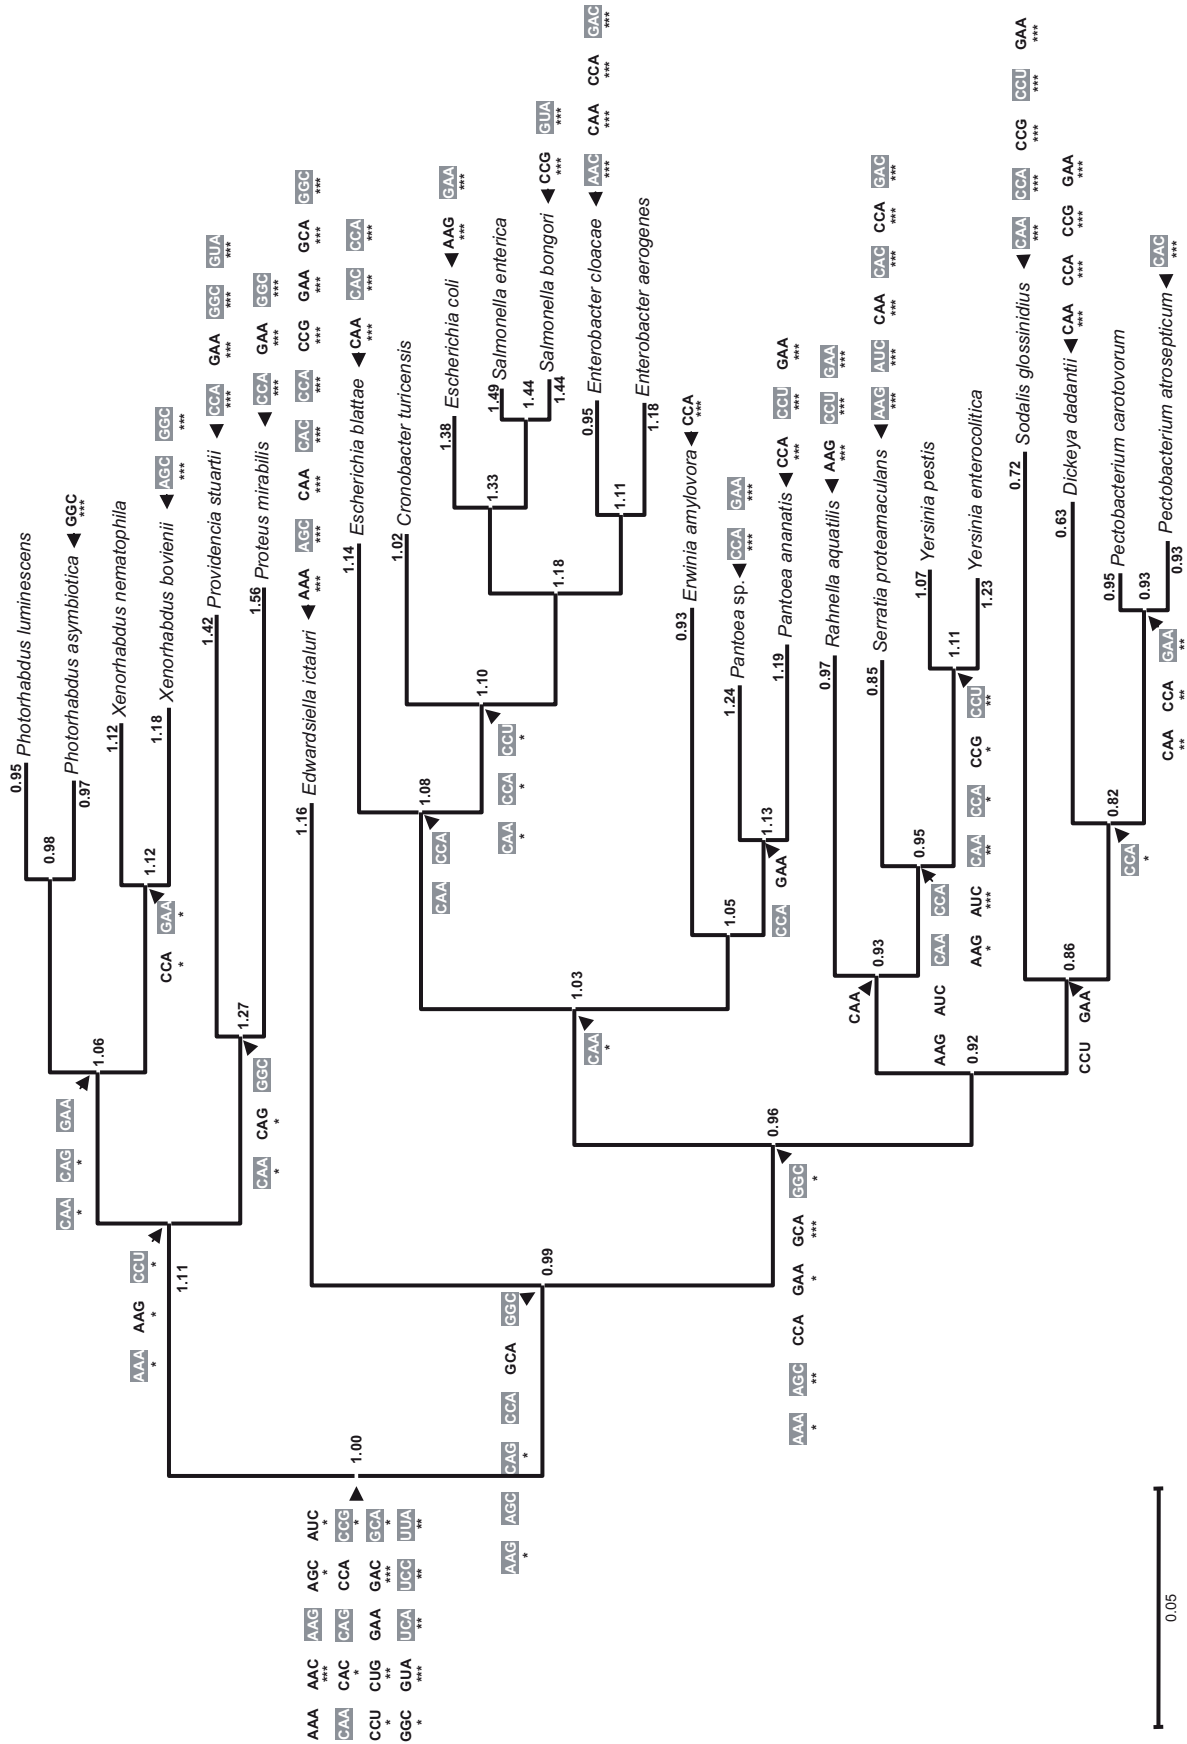 0.95 Photorhabdus luminescens
0.98
0.97 Photorhabdus asymbiotica GGC
***
1.06
CAA CAG GAA
* *
1.12 Xenorhabdus nematophila
1.12
CCA GAA
* *
1.18 Xenorhabdus bovienii AGC GGC
*** ***
AAA AAG CCU
* * *
1.11
1.42 Providencia stuartii CCA GAA GGC GUA
*** *** *** ***
1.27
CAA CAG GGC
* *
1.56 Proteus mirabilis CCA GAA GGC
*** *** ***
1.16 Edwardsiella ictaluri AAA AGC CAA CAC CCA CCG GAA GCA GGC
*** *** *** *** *** *** *** *** ***
AAA AAC AAG AGC AUC
*** * *
CAA CAC CAG CCA CCG
* *
CCU CUG GAA GAC GCA
* ** *** *
GGC GUA UCA UCC UUA
* *** ** ** **
1.00
1.14 Escherichia blattae CAA CAC CCA
*** *** ***
1.02 Cronobacter turicensis
1.08
CAA CCA
1.10
CAA CCA CCU
* * *
1.38 Escherichia coli AAG GAA
*** ***
1.33
1.49 Salmonella enterica
1.44
1.44 Salmonella bongori CCG GUA
*** ***
1.18
0.95 Enterobacter cloacae AAC CAA CCA GAC
*** *** *** ***
1.11
1.18 Enterobacter aerogenes
AAG AGC CAG CCA GCA GGC
* *
0.99
1.03
CAA
*
0.93 Erwinia amylovora CCA
***
1.05
1.24 Pantoea sp. CCA GAA
*** ***
1.13
CCA GAA
1.19 Pantoea ananatis CCA CCU GAA
*** *** ***
0.96
AAA AGC CCA GAA GCA GGC
* ** * *** *
0.97 Rahnella aquatilis AAG CCU GAA
*** *** ***
CAA
0.93
0.85 Serratia proteamaculans AAG AUC CAA CAC CCA GAC
*** *** *** *** *** ***
0.95
CAA CCA
1.07 Yersinia pestis
1.11
AAG AUC CAA CCA CCG CCU
* *** ** * * **
1.23 Yersinia enterocolitica
AAG AUC
0.92
0.72 Sodalis glossinidius CAA CCA CCG CCU GAA
*** *** *** *** ***
0.86
CCU GAA
0.63 Dickeya dadantii CAA CCA CCG GAA
*** *** *** ***
0.82
CCA
*
0.95 Pectobacterium carotovorum
0.93
CAA CCA GAA
** **
0.93 Pectobacterium atrosepticum CAC
***
0.05